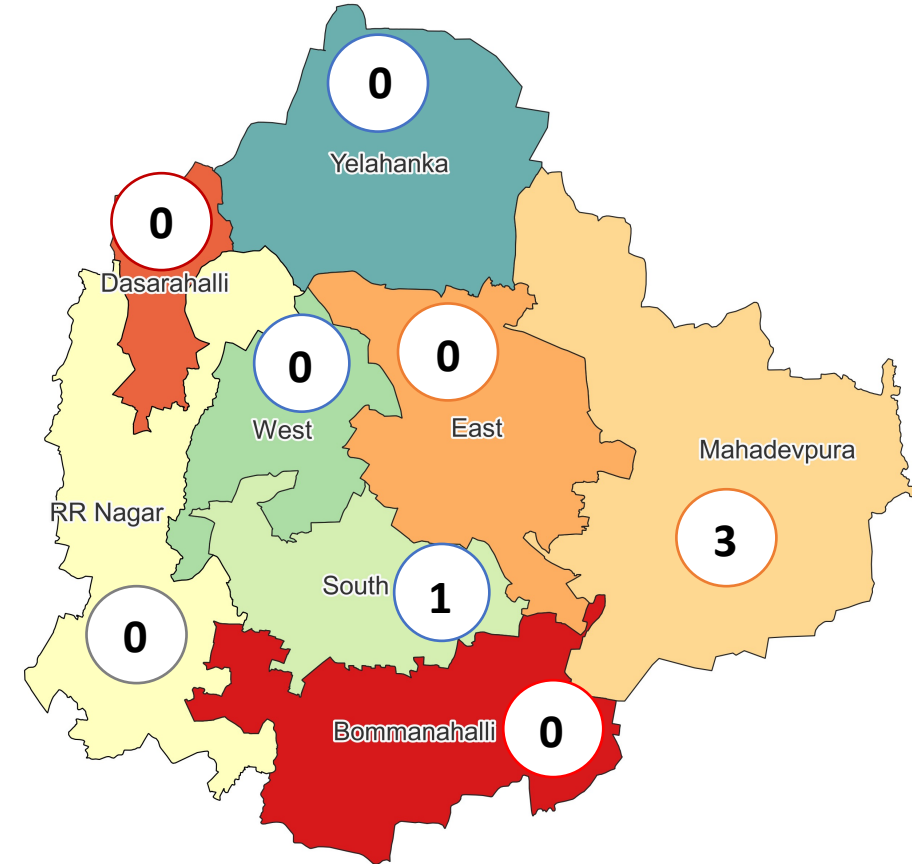 0
Yelahanka
0
Dasarahalli
0
0
West
East
Mahadevpura
RR Nagar
3
South
1
0
Bommanahalli
0